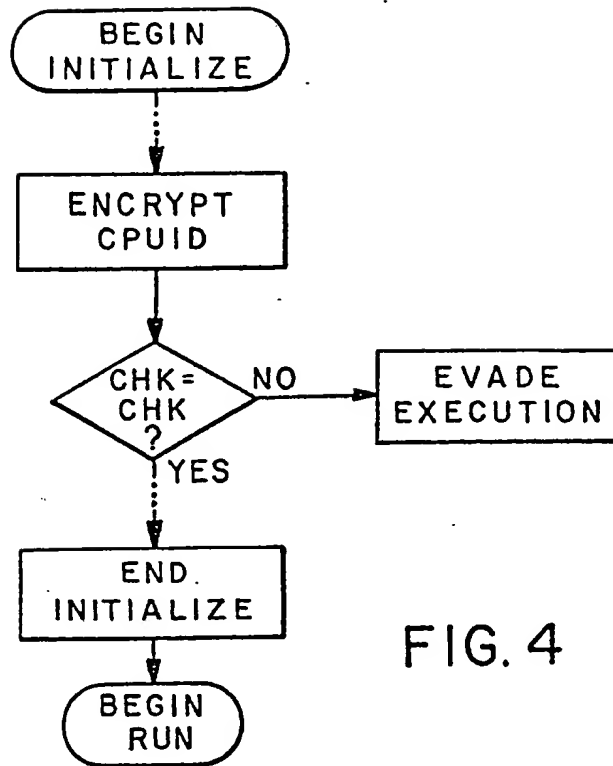 BEGIN
INITIALIZE
ENCRYPT
CPUID
CHK=
CHK
?
NO
EVADE
EXECUTION
YES
END
INITIALIZE
BEGIN
RUN
FIG. 4